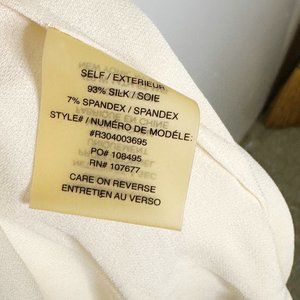 SELF / EXTERIEUR
93% SILK / SOIE
7% SPANDEX / SPANDEX
STYLE# / NUMÉRO DE MODÈLE:
#R304003695
PO# 108495
RN# 107677
CARE ON REVERSE
ENTRETIEN AU VERSO